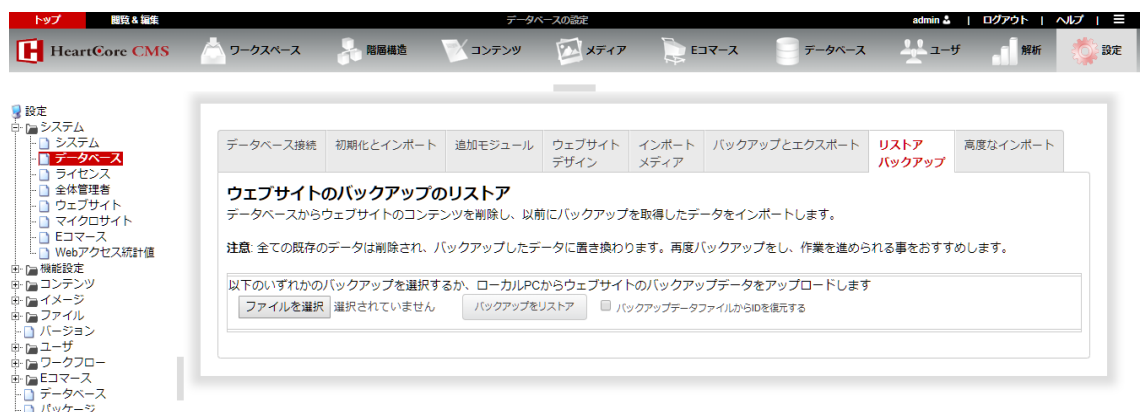 トップ 閲覧 & 編集 データベースの設定 admin | ログアウト | ヘルプ |
HeartCore CMS ワークスペース 階層構造 コンテンツ メディア Eコマース データベース ユーザ 解析 設定
設定
システム
システム
データベース
ライセンス
全体管理者
ウェブサイト
マイクロサイト
Eコマース
Webアクセス統計値
機能設定
コンテンツ
イメージ
ファイル
バージョン
ユーザ
ワークフロー
Eコマース
データベース
パッケージ
データベース接続 初期化とインポート 追加モジュール ウェブサイト インポート バックアップとエクスポート リストア 高度なインポート
デザイン メディア バックアップ
ウェブサイトのバックアップのリストア
データベースからウェブサイトのコンテンツを削除し、以前にバックアップを取得したデータをインポートします。
注意: 全ての既存のデータは削除され、バックアップしたデータに置き換わります。再度バックアップをし、作業を進められる事をおすすめします。
以下のいずれかのバックアップを選択するか、ローカルPCからウェブサイトのバックアップデータをアップロードします
ファイルを選択 選択されていません バックアップをリストア バックアップデータファイルからIDを復元する